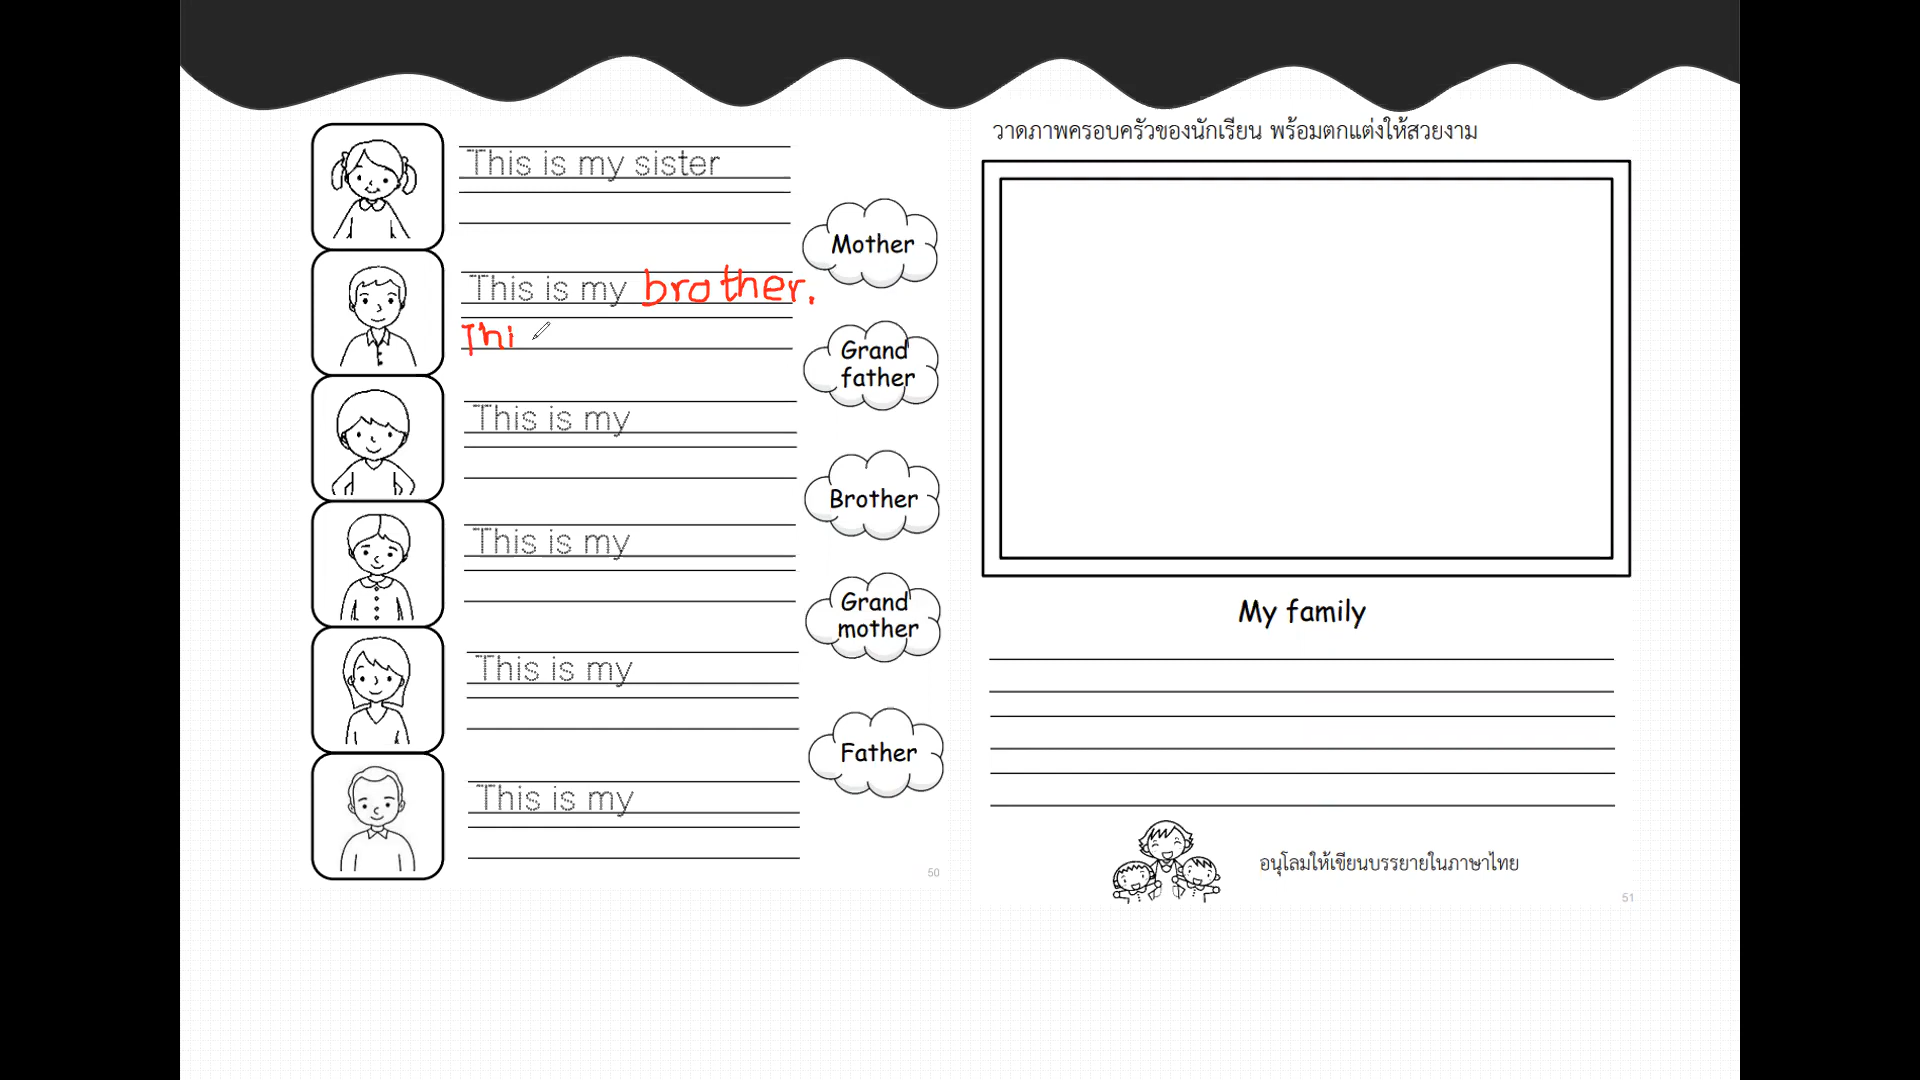 This is my sister
This is my brother.
Thi
This is my
This is my
This is my
This is my
Mother
Grand
father
Brother
Grand
mother
Father
50
วาดภาพครอบครัวของนักเรียน พร้อมตกแต่งให้สวยงาม
My family
อนุโลมให้เขียนบรรยายในภาษาไทย
51